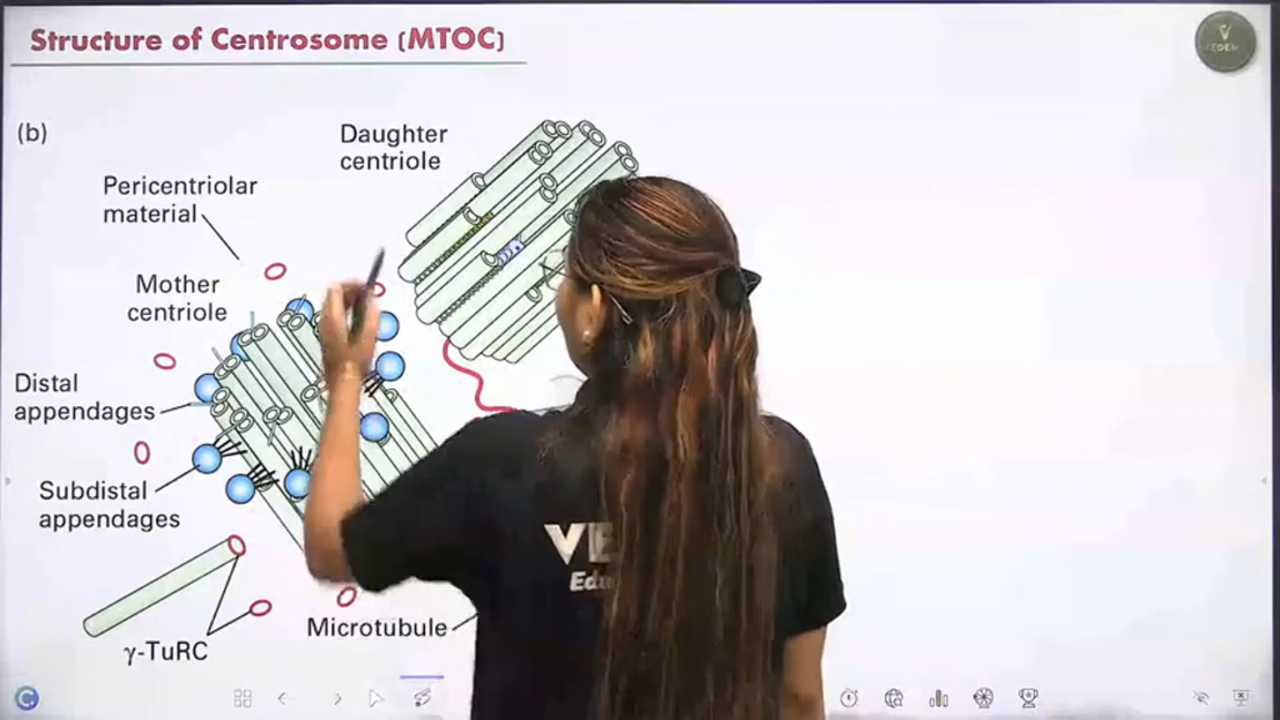 Structure of Centrosome (MTOC)
(b)
Daughter
centriole
Pericentriolar
material
Mother
centriole
Distal
appendages
Subdistal
appendages
γ-TuRC
Microtubule